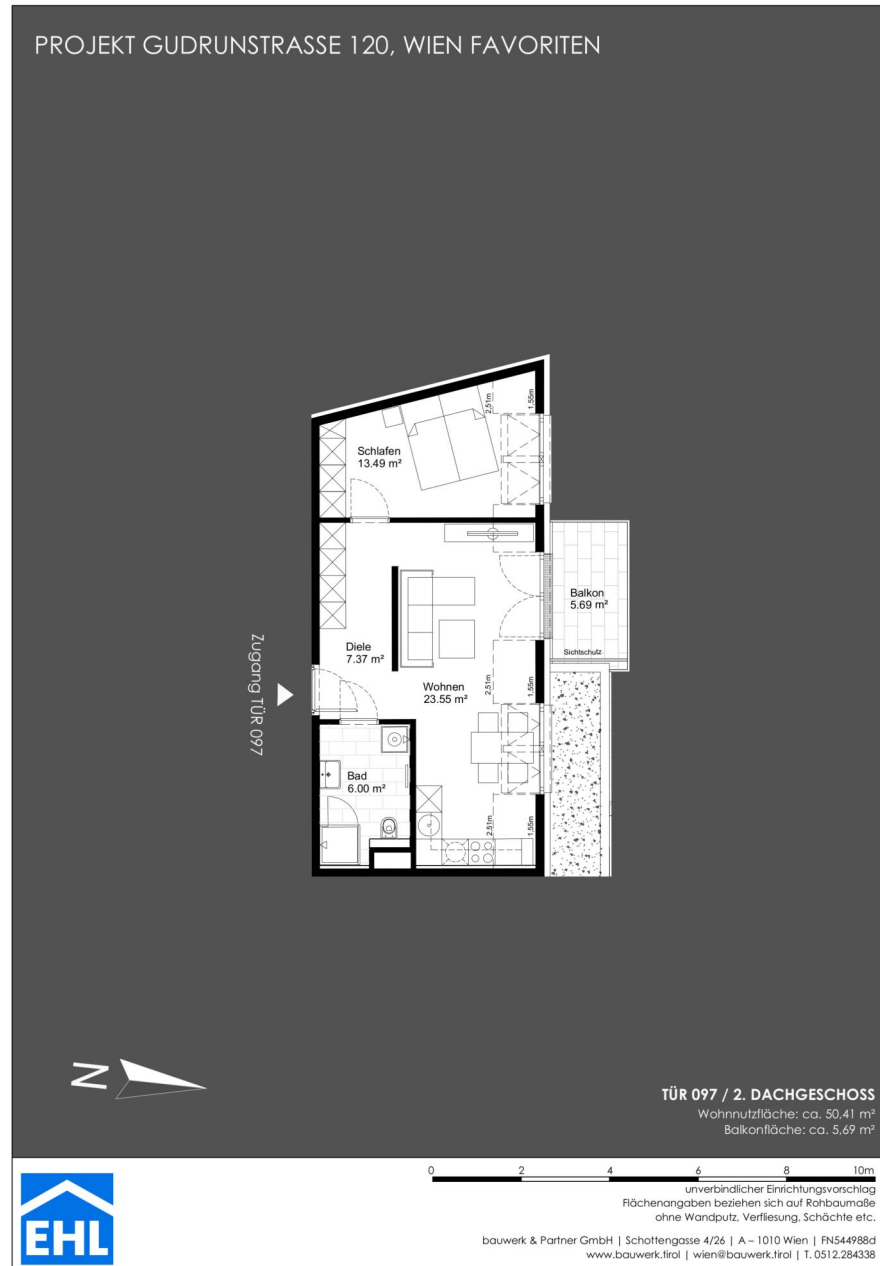 PROJEKT GUDRUNSTRASSE 120, WIEN FAVORITEN
2,51m
1,55m
Schlafen
13.49 m²
Balkon
5.69 m²
Sichtschutz
Diele
7.37 m²
Zugang TÜR 097
Wohnen
23.55 m²
2,51m
1,55m
Bad
6.00 m²
2,51m
1,55m
N
TÜR 097 / 2. DACHGESCHOSS
Wohnnutzfläche: ca. 50,41 m²
Balkonfläche: ca. 5,69 m²
0 2 4 6 8 10m
unverbindlicher Einrichtungsvorschlag
Flächenangaben beziehen sich auf Rohbaumaße
ohne Wandputz, Verfliesung, Schächte etc.
EHL
bauwerk & Partner GmbH | Schottengasse 4/26 | A – 1010 Wien | FN544988d
www.bauwerk.tirol | wien@bauwerk.tirol | T. 0512.284338